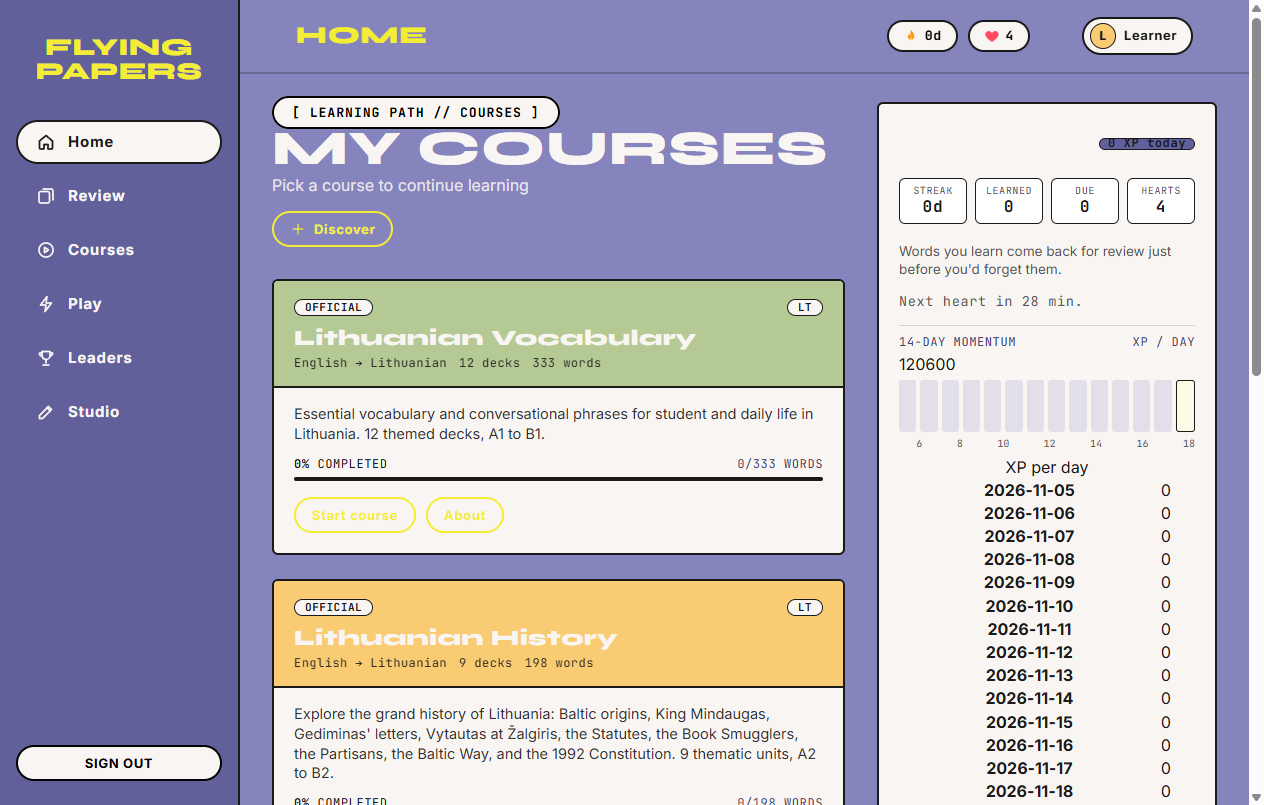 FLYING
PAPERS
Home
Review
Courses
Play
Leaders
Studio
SIGN OUT
HOME
0d
4
L
Learner
[ LEARNING PATH // COURSES ]
MY COURSES
Pick a course to continue learning
+ Discover
OFFICIAL
LT
Lithuanian Vocabulary
English → Lithuanian 12 decks 333 words
Essential vocabulary and conversational phrases for student and daily life in
Lithuania. 12 themed decks, A1 to B1.
0% COMPLETED
0/333 WORDS
Start course
About
OFFICIAL
LT
Lithuanian History
English → Lithuanian 9 decks 198 words
Explore the grand history of Lithuania: Baltic origins, King Mindaugas,
Gediminas' letters, Vytautas at Žalgiris, the Statutes, the Book Smugglers,
the Partisans, the Baltic Way, and the 1992 Constitution. 9 thematic units, A2
to B2.
0% COMPLETED
0/198 WORDS
0 XP today
STREAK
0d
LEARNED
0
DUE
0
HEARTS
4
Words you learn come back for review just
before you'd forget them.
Next heart in 28 min.
14-DAY MOMENTUM
XP / DAY
120600
6 8 10 12 14 16 18
XP per day
2026-11-05 0
2026-11-06 0
2026-11-07 0
2026-11-08 0
2026-11-09 0
2026-11-10 0
2026-11-11 0
2026-11-12 0
2026-11-13 0
2026-11-14 0
2026-11-15 0
2026-11-16 0
2026-11-17 0
2026-11-18 0